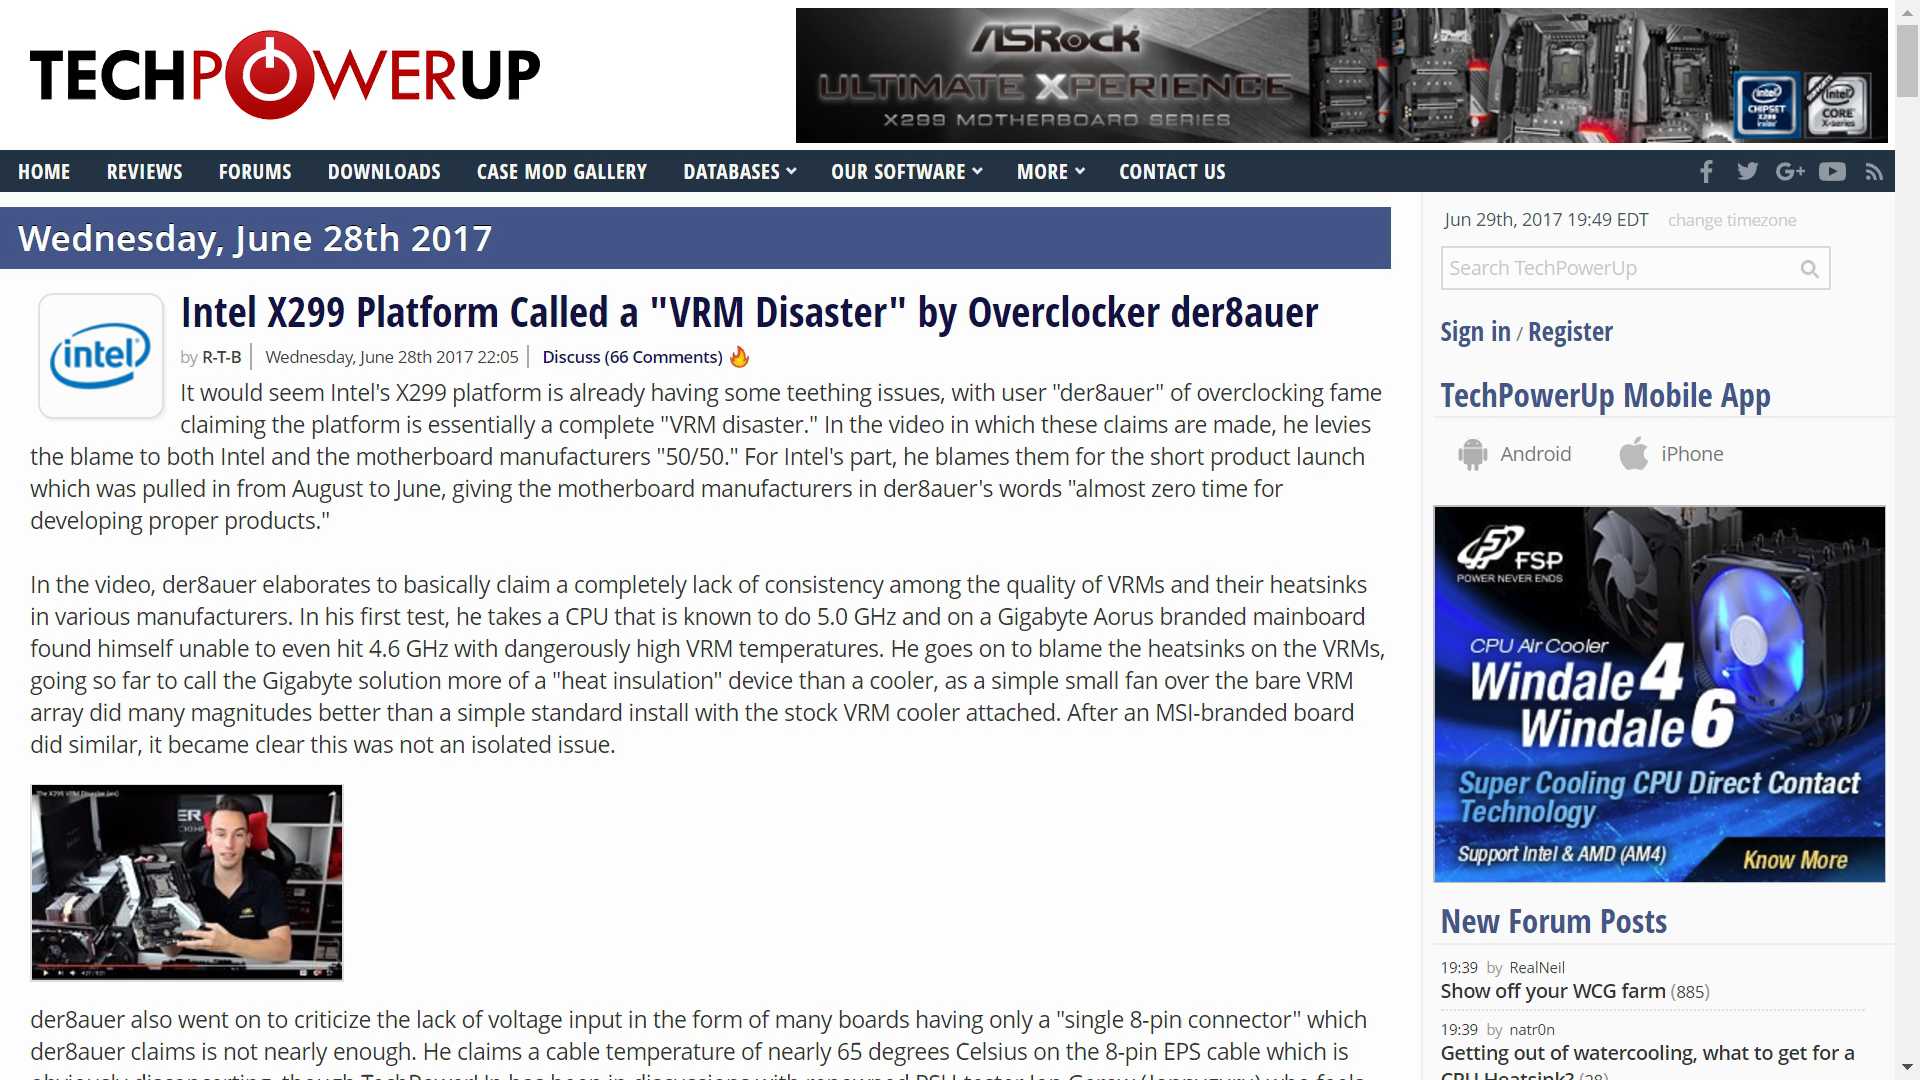 TECHPOWERUP
ASRock
ULTIMATE XPERIENCE
X299 MOTHERBOARD SERIES
intel CHIPSET X299 Inside
intel CORE X-series
HOME REVIEWS FORUMS DOWNLOADS CASE MOD GALLERY DATABASES OUR SOFTWARE MORE CONTACT US
Wednesday, June 28th 2017
intel
Intel X299 Platform Called a "VRM Disaster" by Overclocker der8auer
by R-T-B | Wednesday, June 28th 2017 22:05 | Discuss (66 Comments)
It would seem Intel's X299 platform is already having some teething issues, with user "der8auer" of overclocking fame
claiming the platform is essentially a complete "VRM disaster." In the video in which these claims are made, he levies
the blame to both Intel and the motherboard manufacturers "50/50." For Intel's part, he blames them for the short product launch
which was pulled in from August to June, giving the motherboard manufacturers in der8auer's words "almost zero time for
developing proper products."
In the video, der8auer elaborates to basically claim a completely lack of consistency among the quality of VRMs and their heatsinks
in various manufacturers. In his first test, he takes a CPU that is known to do 5.0 GHz and on a Gigabyte Aorus branded mainboard
found himself unable to even hit 4.6 GHz with dangerously high VRM temperatures. He goes on to blame the heatsinks on the VRMs,
going so far to call the Gigabyte solution more of a "heat insulation" device than a cooler, as a simple small fan over the bare VRM
array did many magnitudes better than a simple standard install with the stock VRM cooler attached. After an MSI-branded board
did similar, it became clear this was not an isolated issue.
The X299 VRM Disaster (en)
der8auer also went on to criticize the lack of voltage input in the form of many boards having only a "single 8-pin connector" which
der8auer claims is not nearly enough. He claims a cable temperature of nearly 65 degrees Celsius on the 8-pin EPS cable which is
Jun 29th, 2017 19:49 EDT change timezone
Search TechPowerUp
Sign in / Register
TechPowerUp Mobile App
Android iPhone
FSP
POWER NEVER ENDS
CPU Air Cooler
Windale 4
Windale 6
Super Cooling CPU Direct Contact
Technology
Support Intel & AMD (AM4)
Know More
New Forum Posts
19:39 by RealNeil
Show off your WCG farm (885)
19:39 by natr0n
Getting out of watercooling, what to get for a
CPU Heatsink? (28)